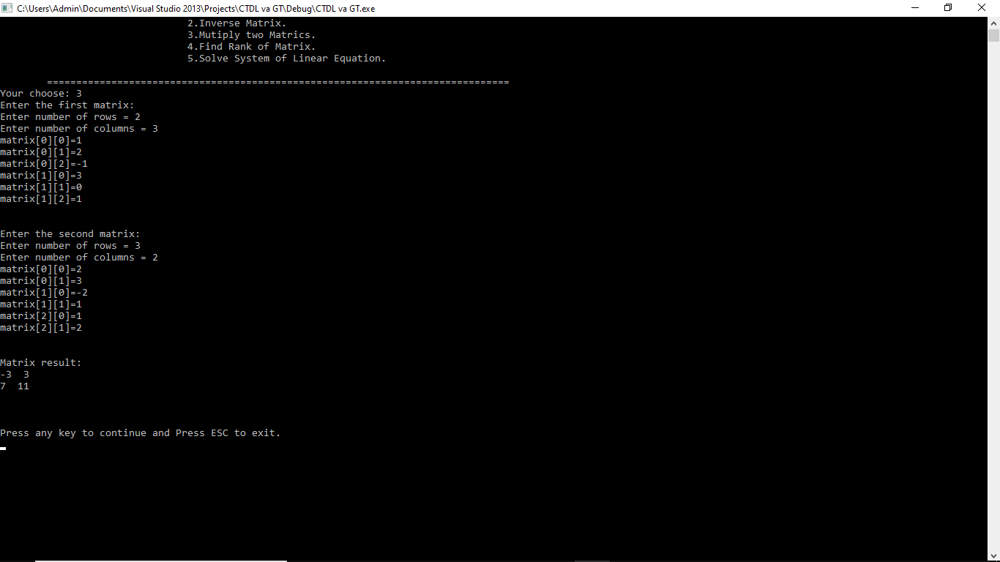 C:\Users\Admin\Documents\Visual Studio 2013\Projects\CTDL va GT\Debug\CTDL va GT.exe
2.Inverse Matrix.
3.Mutiply two Matrics.
4.Find Rank of Matrix.
5.Solve System of Linear Equation.
===============================================================================
Your choose: 3
Enter the first matrix:
Enter number of rows = 2
Enter number of columns = 3
matrix[0][0]=1
matrix[0][1]=2
matrix[0][2]=-1
matrix[1][0]=3
matrix[1][1]=0
matrix[1][2]=1
Enter the second matrix:
Enter number of rows = 3
Enter number of columns = 2
matrix[0][0]=2
matrix[0][1]=3
matrix[1][0]=-2
matrix[1][1]=1
matrix[2][0]=1
matrix[2][1]=2
Matrix result:
-3  3
7  11
Press any key to continue and Press ESC to exit.